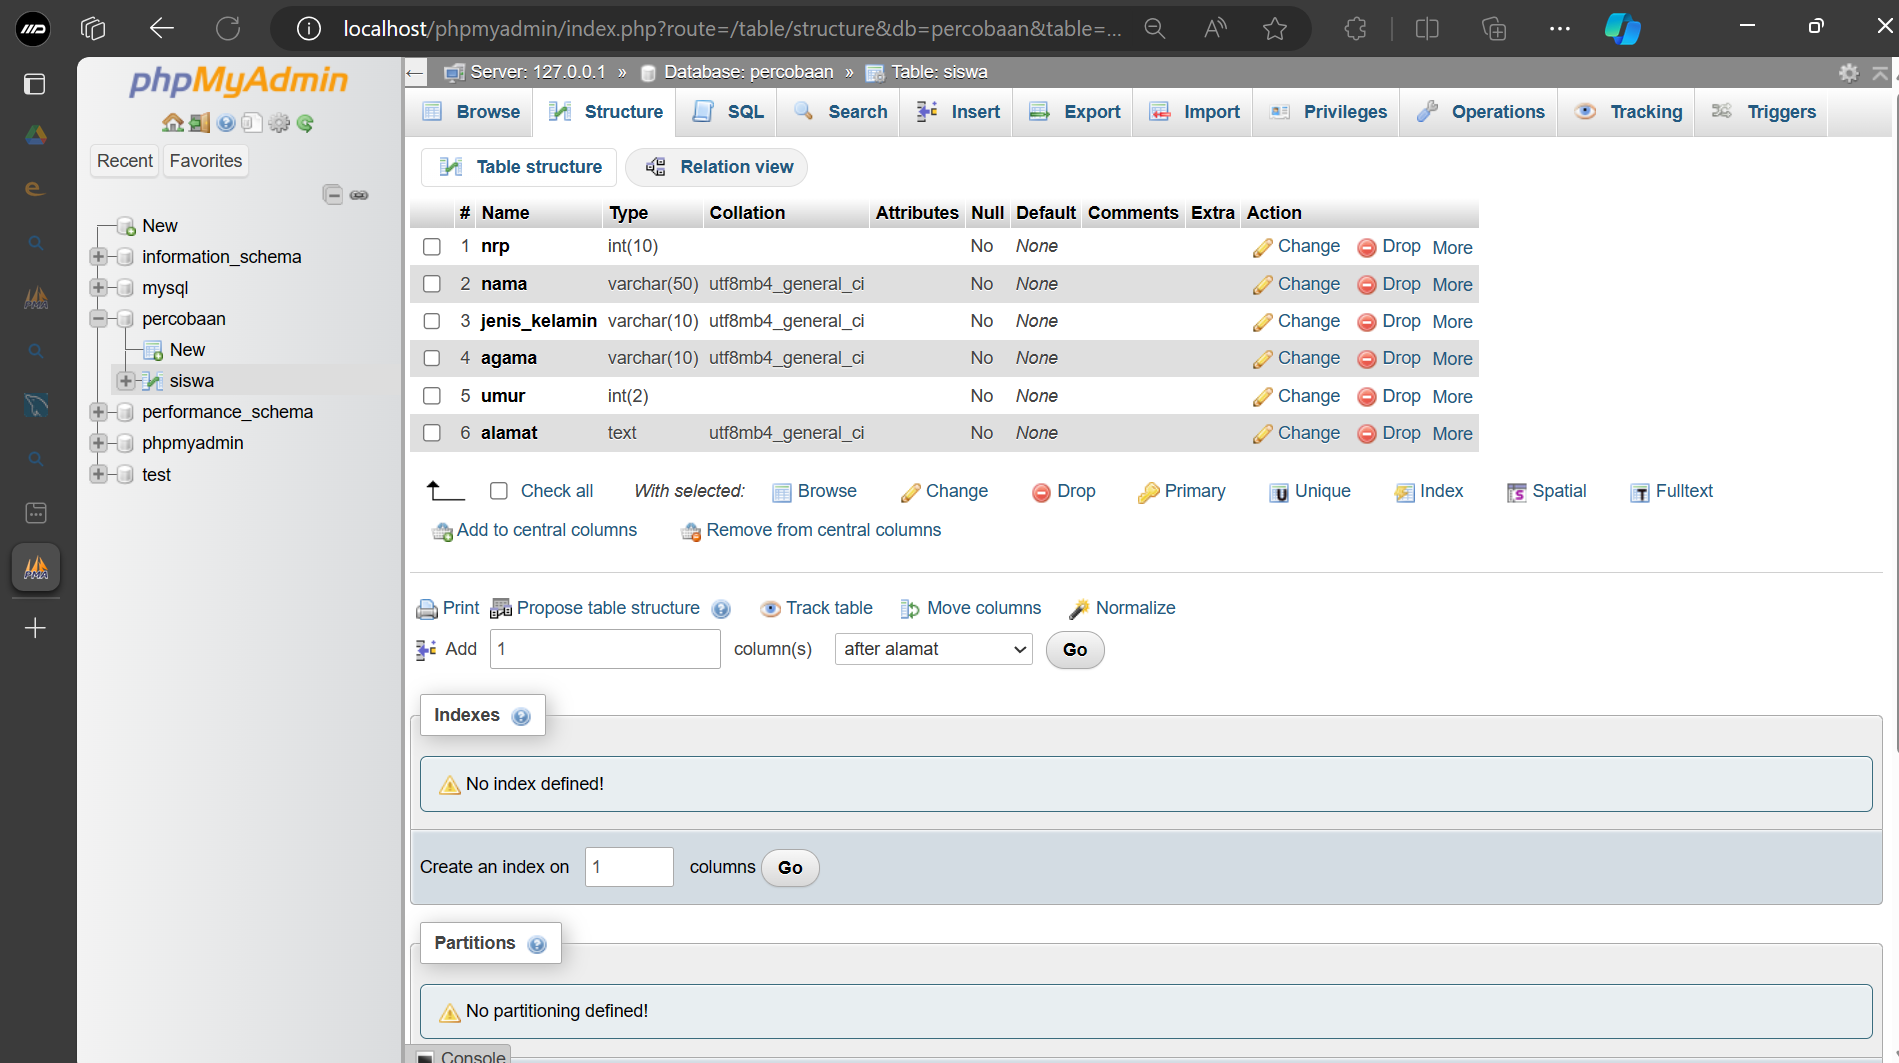 localhost/phpmyadmin/index.php?route=/table/structure&db=percobaan&table=...
phpMyAdmin
Recent Favorites
New
information_schema
mysql
percobaan
New
siswa
performance_schema
phpmyadmin
test
Server: 127.0.0.1 » Database: percobaan » Table: siswa
Browse Structure SQL Search Insert Export Import Privileges Operations Tracking Triggers
Table structure Relation view
# Name Type Collation Attributes Null Default Comments Extra Action
1 nrp int(10) No None Change Drop More
2 nama varchar(50) utf8mb4_general_ci No None Change Drop More
3 jenis_kelamin varchar(10) utf8mb4_general_ci No None Change Drop More
4 agama varchar(10) utf8mb4_general_ci No None Change Drop More
5 umur int(2) No None Change Drop More
6 alamat text utf8mb4_general_ci No None Change Drop More
Check all With selected: Browse Change Drop Primary Unique Index Spatial Fulltext
Add to central columns Remove from central columns
Print Propose table structure Track table Move columns Normalize
Add 1 column(s) after alamat Go
Indexes
No index defined!
Create an index on 1 columns Go
Partitions
No partitioning defined!
Console